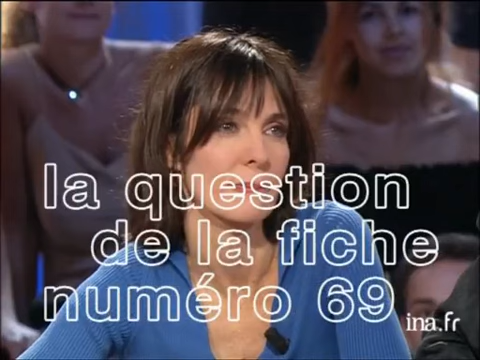 la question
de la fiche
numéro 69
ina.fr